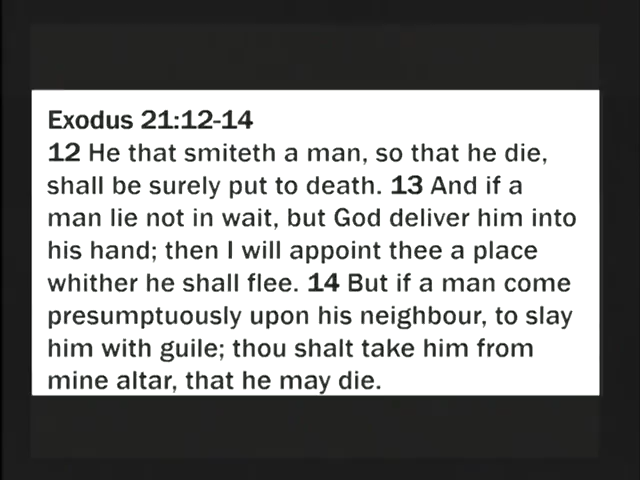 Exodus 21:12-14
12 He that smiteth a man, so that he die,
shall be surely put to death. 13 And if a
man lie not in wait, but God deliver him into
his hand; then I will appoint thee a place
whither he shall flee. 14 But if a man come
presumptuously upon his neighbour, to slay
him with guile; thou shalt take him from
mine altar, that he may die.